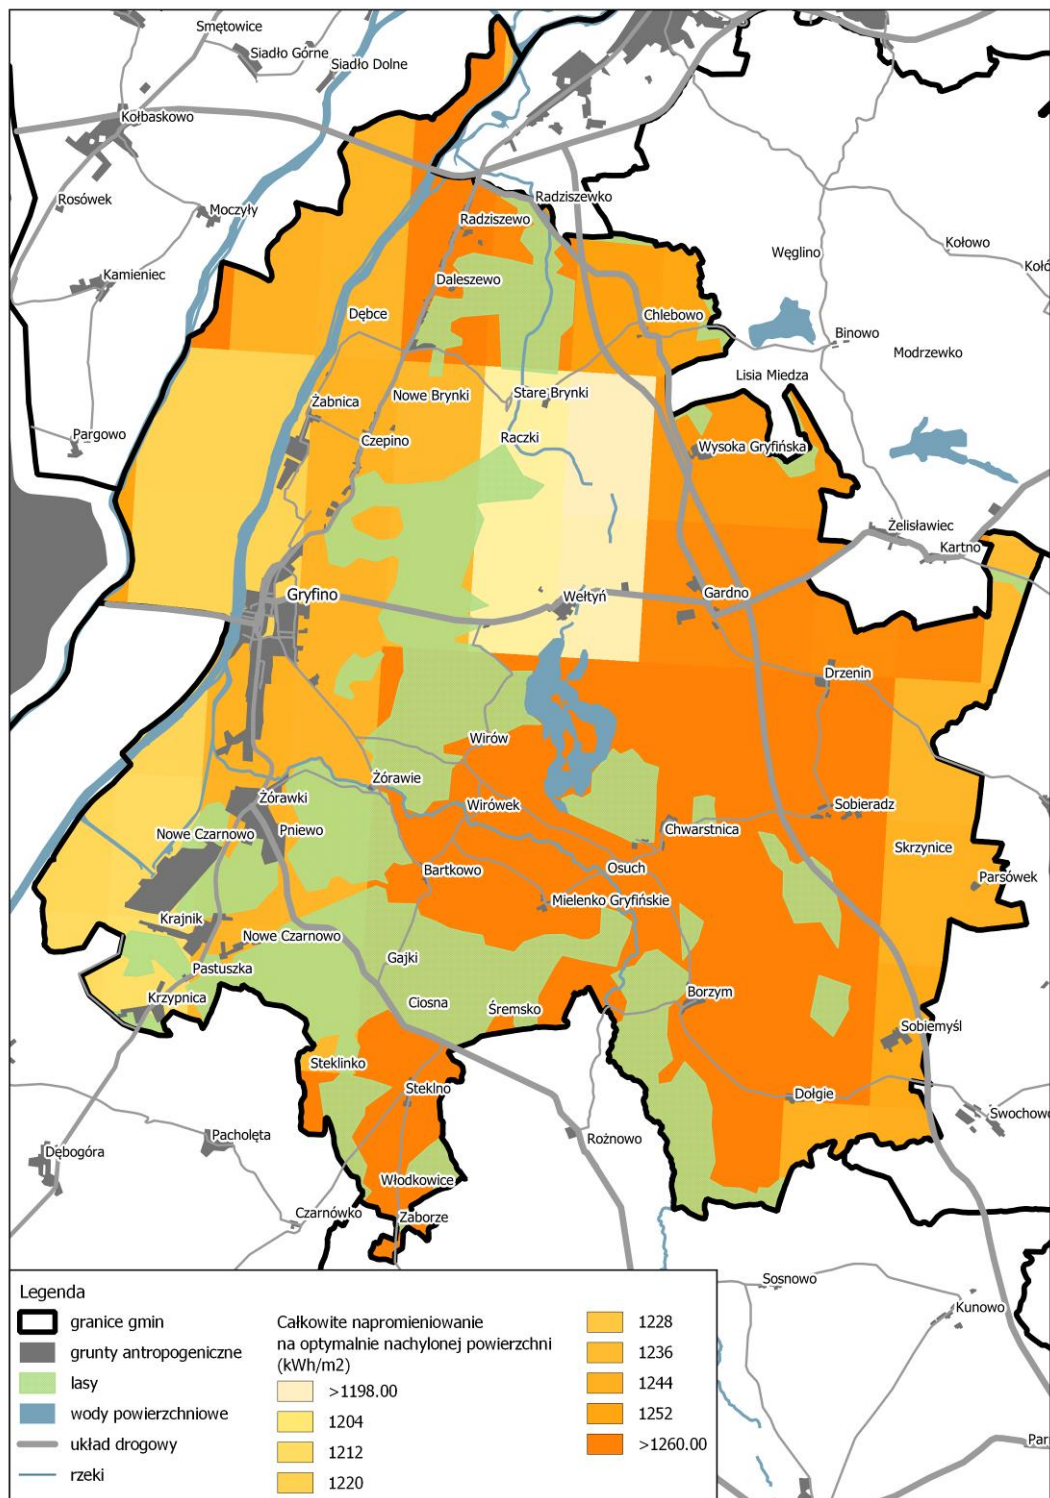 Smętowice
Siadło Górne
Siadło Dolne
Kołbaskowo
Rosówek
Moczyły
Radziszewko
Radziszewo
Kołowo
Węglino
Kamieniec
Daleszewo
Dębce
Chlebowo
Binowo
Modrzewko
Lisia Miedza
Żabnica
Nowe Brynki
Stare Brynki
Pargowo
Czepino
Raczki
Wysoka Gryfińska
Żelisławiec
Kartno
Gryfino
Wełtyń
Gardno
Drzenin
Wirów
Żórawie
Żórawki
Wirówek
Sobieradz
Nowe Czarnowo
Pniewo
Chwarstnica
Skrzynice
Bartkowo
Osuch
Parsówek
Mielenko Gryfińskie
Krajnik
Nowe Czarnowo
Gajki
Pastuszka
Krzypnica
Ciosna
Śremsko
Borzym
Sobiemyśl
Steklinko
Steklno
Dołgie
Swochowo
Pacholęta
Rożnowo
Dębogóra
Włodkowice
Czarnówko
Zaborze
Sosnowo
Kunowo
Legenda
granice gmin
grunty antropogeniczne
lasy
wody powierzchniowe
układ drogowy
rzeki
Całkowite napromieniowanie
na optymalnie nachylonej powierzchni
(kWh/m2)
>1198.00
1204
1212
1220
1228
1236
1244
1252
>1260.00